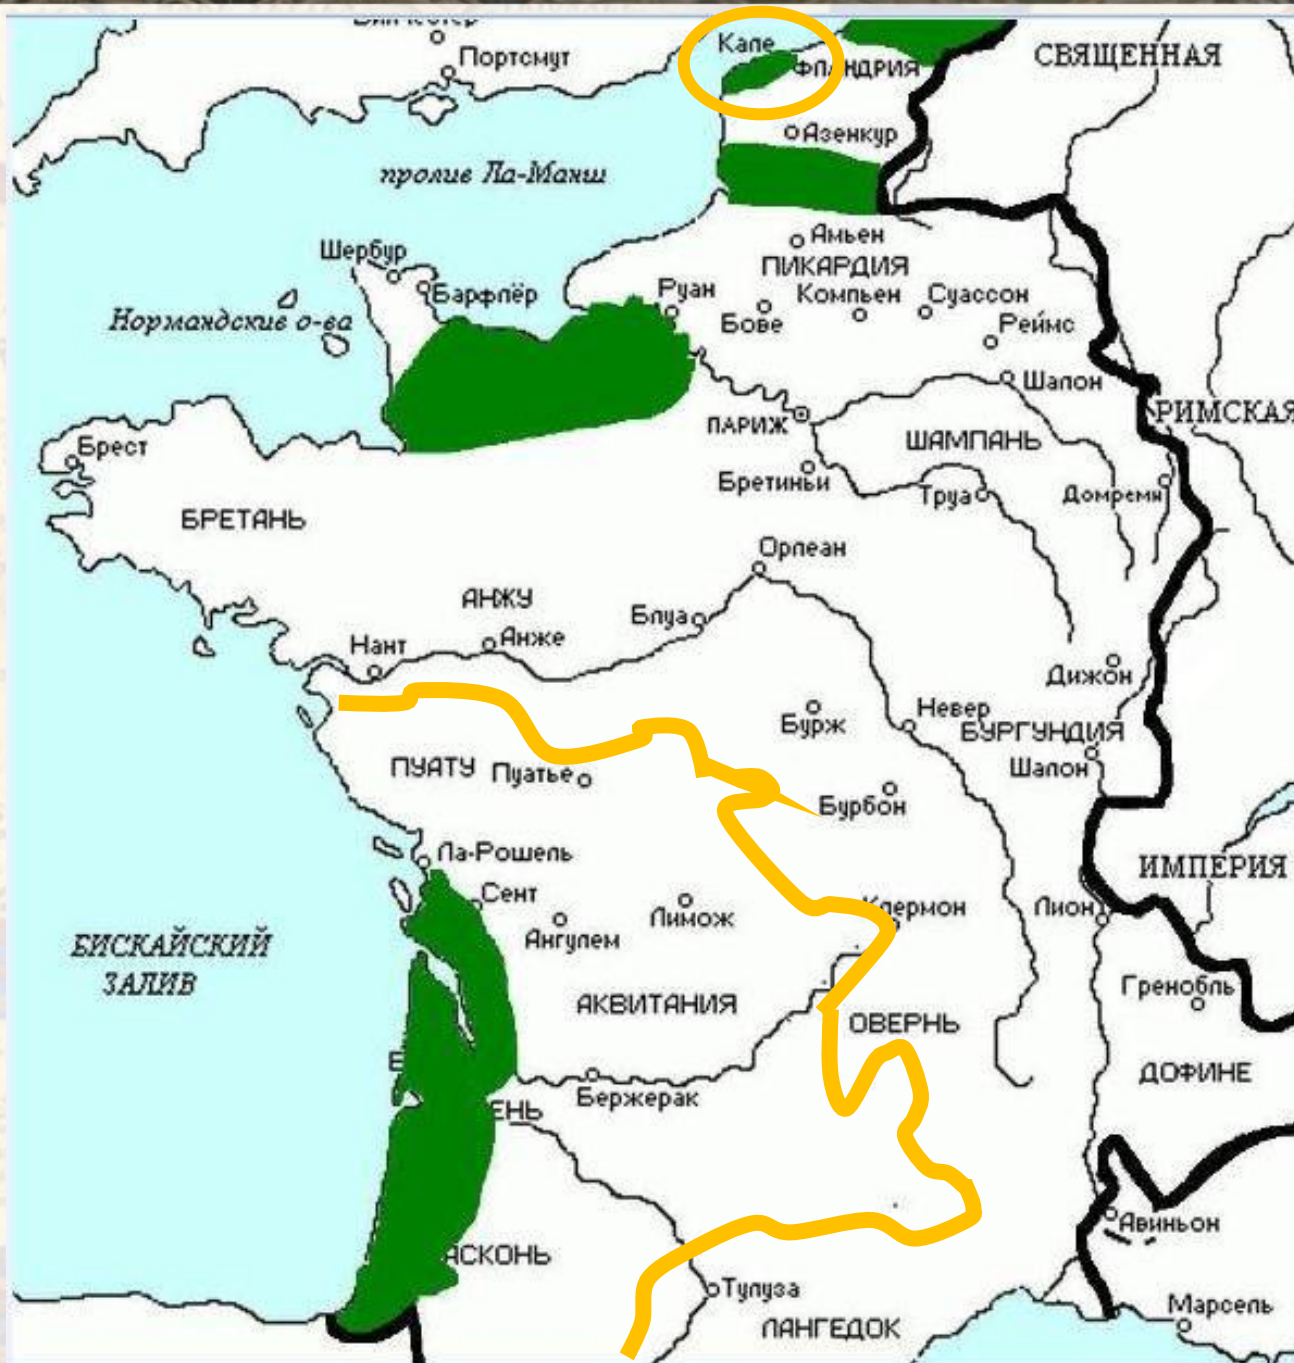 Портсмут
Кале
ФЛАНДРИЯ
СВЯЩЕННАЯ
Азенкур
пролив Ла-Манш
Амьен
ПИКАРДИЯ
Шербур
Барфлёр
Руан
Компьен
Суассон
Нормандские о-ва
Бове
Реймс
Шалон
ПАРИЖ
ШАМПАНЬ
РИМСКАЯ
Брест
Бретиньи
Труа
Домреми
БРЕТАНЬ
Орлеан
АНЖУ
Блуа
Нант
Анже
Дижон
Бурж
Невер
БУРГУНДИЯ
ПУАТУ
Пуатье
Шалон
Бурбон
Ла-Рошель
ИМПЕРИЯ
Сент
Лимож
Клермон
Лион
Ангулем
БИСКАЙСКИЙ
ЗАЛИВ
АКВИТАНИЯ
Гренобль
ОВЕРНЬ
ДОФИНЕ
Бержерак
ЕНЬ
Авиньон
АСКОНЬ
Тулуза
Марсель
ЛАНГЕДОК